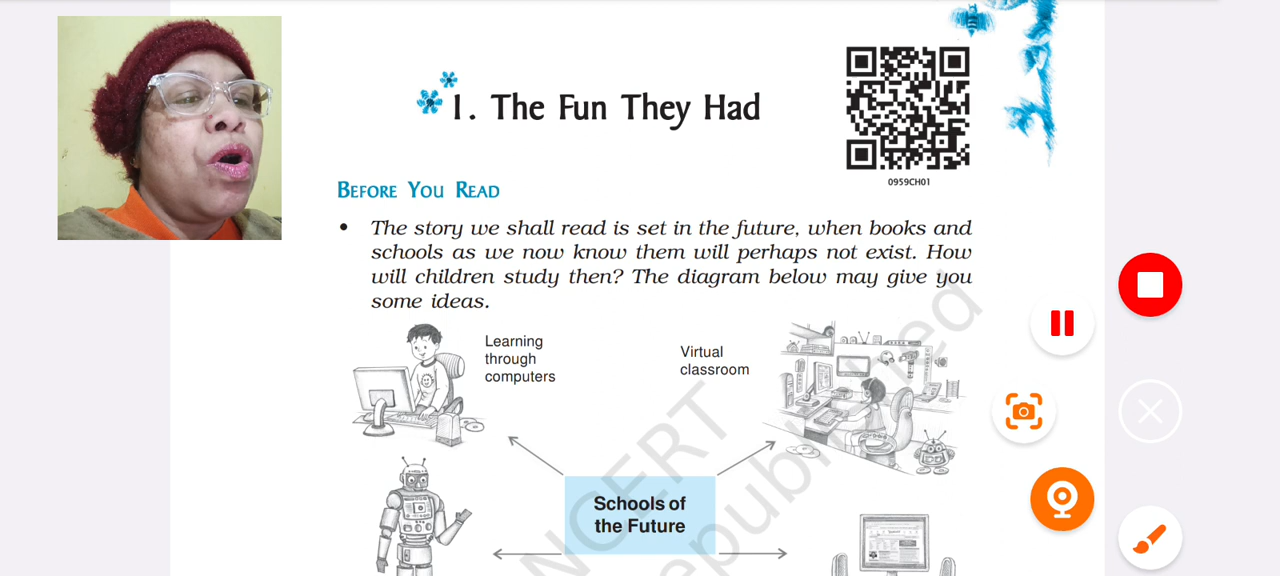 1. The Fun They Had
0959CH01
BEFORE YOU READ
• The story we shall read is set in the future, when books and
schools as we now know them will perhaps not exist. How
will children study then? The diagram below may give you
some ideas.
Learning
through
computers
Virtual
classroom
Schools of
the Future
NCERT
republished